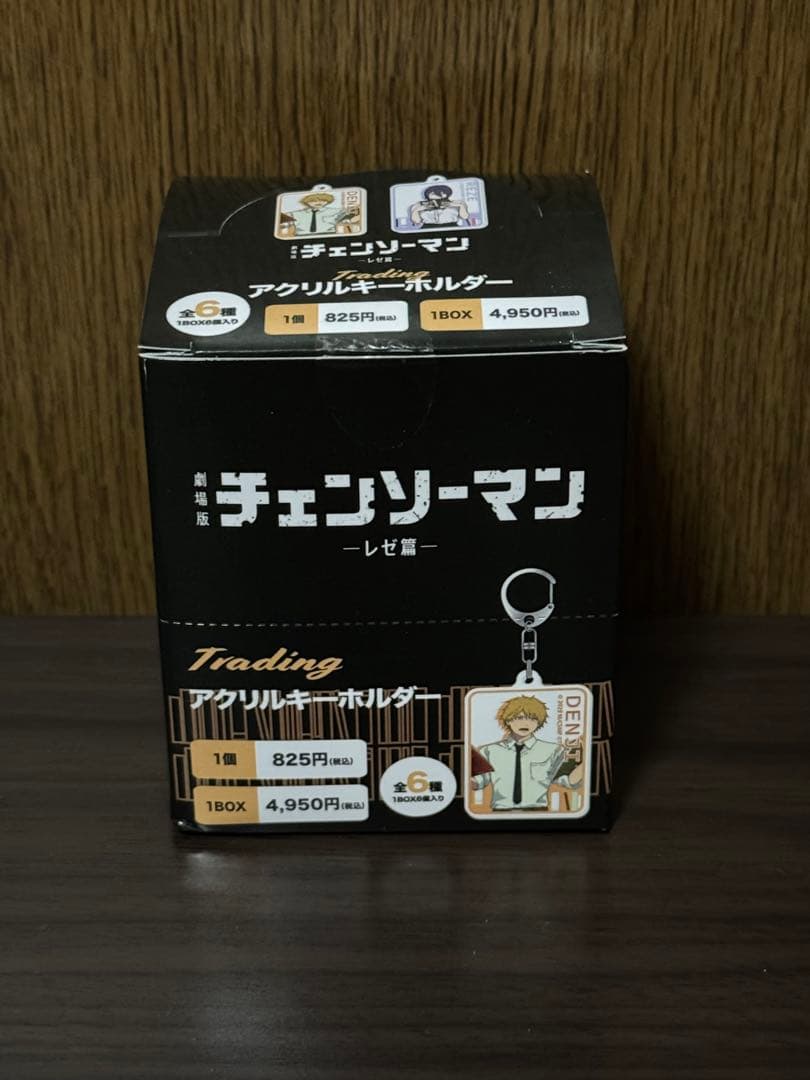 DENJI
REZE
劇場版 チェンソーマン
―レゼ篇―
Trading
アクリルキーホルダー
全6種
1BOX6個入り
1個 825円(税込)
1BOX 4,950円(税込)
劇場版 チェンソーマン
―レゼ篇―
Trading
アクリルキーホルダー
1個 825円(税込)
1BOX 4,950円(税込)
全6種
1BOX6個入り
DENJI